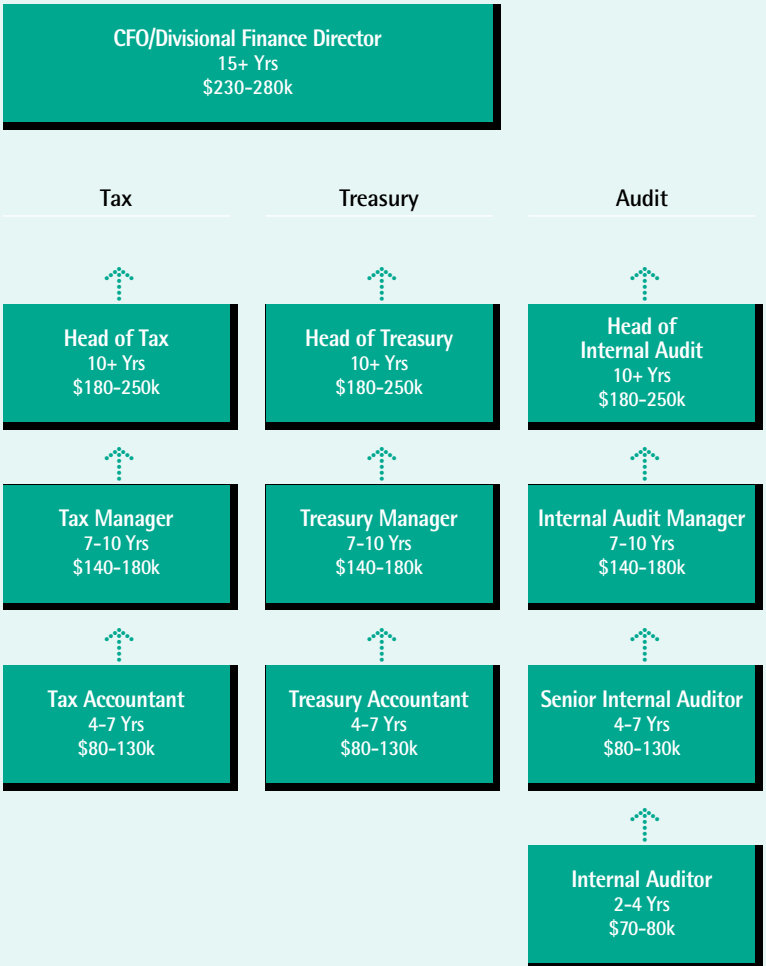 CFO/Divisional Finance Director
15+ Yrs
$230-280k
Tax
Treasury
Audit
Head of Tax
10+ Yrs
$180-250k
Head of Treasury
10+ Yrs
$180-250k
Head of
Internal Audit
10+ Yrs
$180-250k
Tax Manager
7-10 Yrs
$140-180k
Treasury Manager
7-10 Yrs
$140-180k
Internal Audit Manager
7-10 Yrs
$140-180k
Tax Accountant
4-7 Yrs
$80-130k
Treasury Accountant
4-7 Yrs
$80-130k
Senior Internal Auditor
4-7 Yrs
$80-130k
Internal Auditor
2-4 Yrs
$70-80k